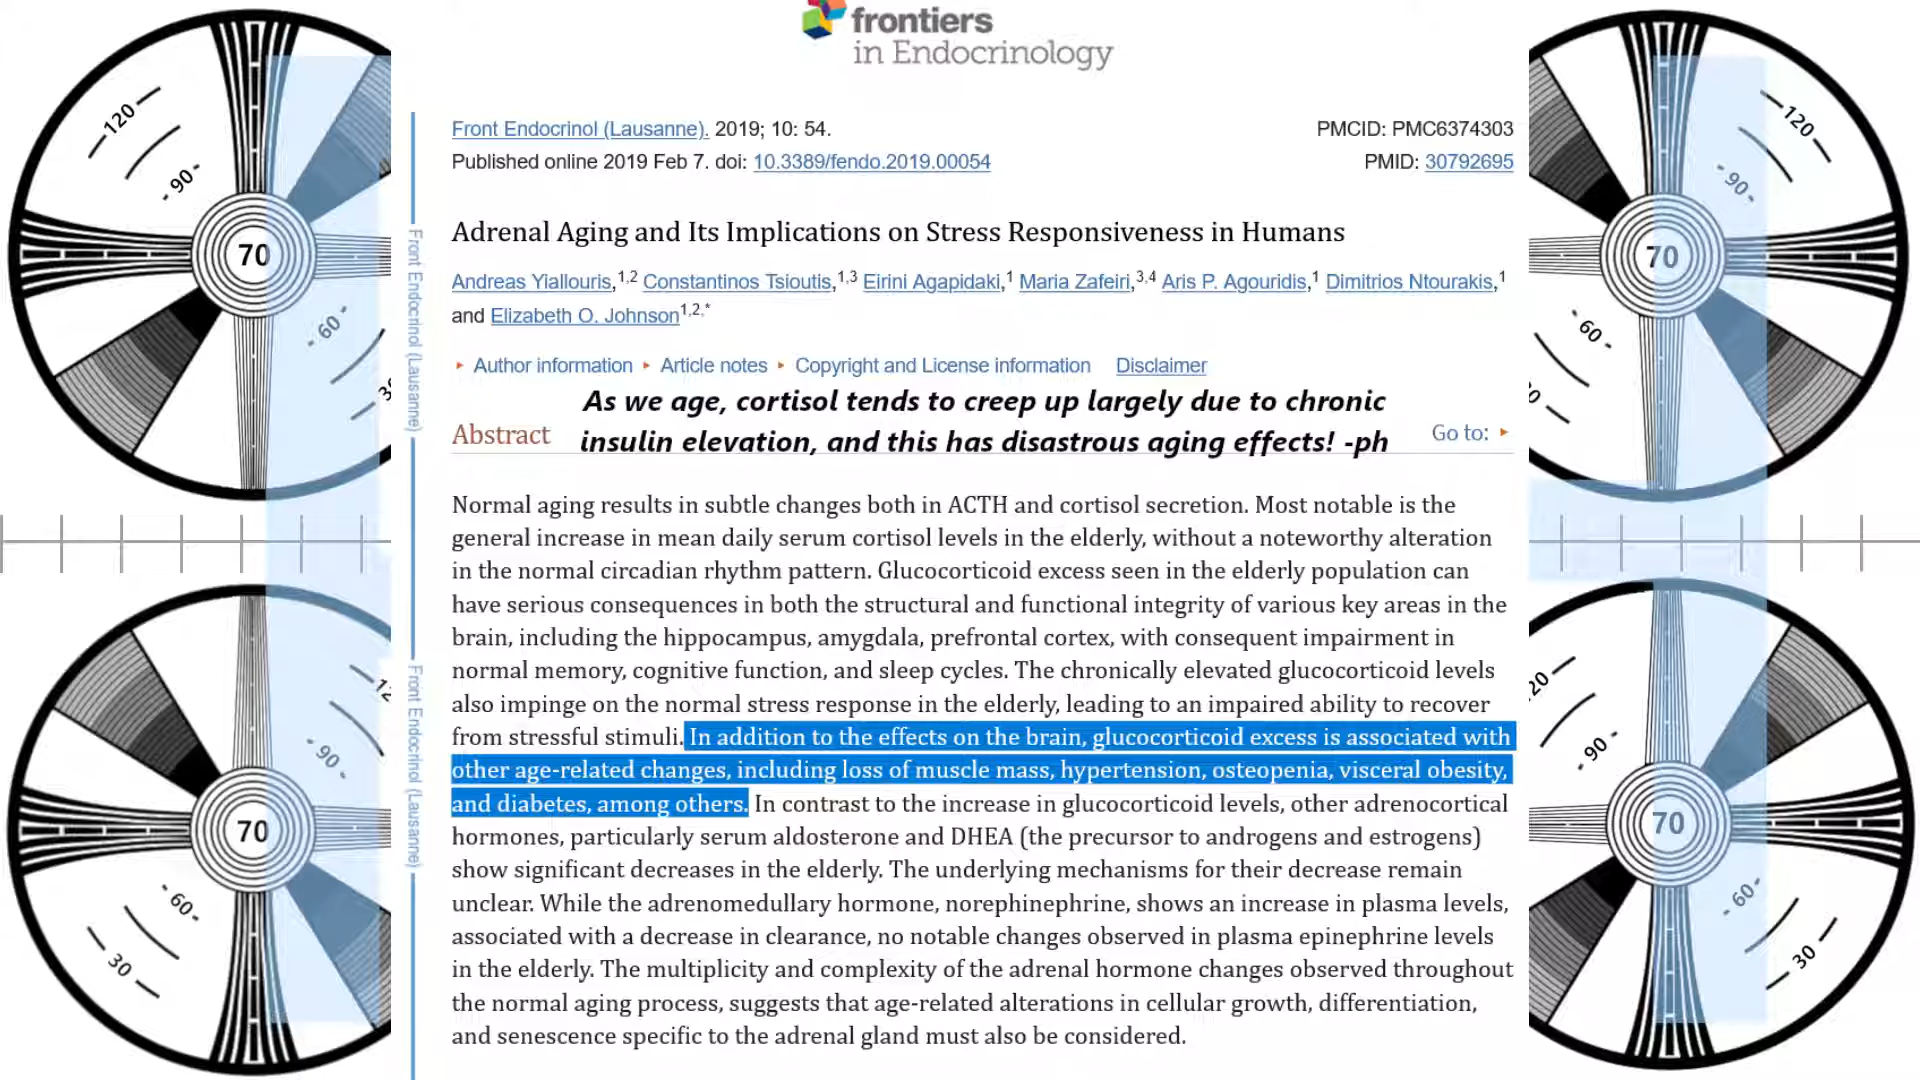 frontiers
in Endocrinology
Front Endocrinol (Lausanne). 2019; 10: 54.
PMCID: PMC6374303
Published online 2019 Feb 7. doi: 10.3389/fendo.2019.00054
PMID: 30792695
Adrenal Aging and Its Implications on Stress Responsiveness in Humans
Andreas Yiallouris,1,2 Constantinos Tsioutis,1,3 Eirini Agapidaki,1 Maria Zafeiri,3,4 Aris P. Agouridis,1 Dimitrios Ntourakis,1
and Elizabeth O. Johnson1,2,*
Author information Article notes Copyright and License information Disclaimer
As we age, cortisol tends to creep up largely due to chronic
insulin elevation, and this has disastrous aging effects! -ph
Abstract
Go to:
Normal aging results in subtle changes both in ACTH and cortisol secretion. Most notable is the
general increase in mean daily serum cortisol levels in the elderly, without a noteworthy alteration
in the normal circadian rhythm pattern. Glucocorticoid excess seen in the elderly population can
have serious consequences in both the structural and functional integrity of various key areas in the
brain, including the hippocampus, amygdala, prefrontal cortex, with consequent impairment in
normal memory, cognitive function, and sleep cycles. The chronically elevated glucocorticoid levels
also impinge on the normal stress response in the elderly, leading to an impaired ability to recover
from stressful stimuli. In addition to the effects on the brain, glucocorticoid excess is associated with
other age-related changes, including loss of muscle mass, hypertension, osteopenia, visceral obesity,
and diabetes, among others. In contrast to the increase in glucocorticoid levels, other adrenocortical
hormones, particularly serum aldosterone and DHEA (the precursor to androgens and estrogens)
show significant decreases in the elderly. The underlying mechanisms for their decrease remain
unclear. While the adrenomedullary hormone, norephinephrine, shows an increase in plasma levels,
associated with a decrease in clearance, no notable changes observed in plasma epinephrine levels
in the elderly. The multiplicity and complexity of the adrenal hormone changes observed throughout
the normal aging process, suggests that age-related alterations in cellular growth, differentiation,
and senescence specific to the adrenal gland must also be considered.
Front Endocrinol (Lausanne)
Front Endocrinol (Lausanne)
120
- 90 -
70
- 60 -
120
- 90 -
70
- 60 -
- 90 -
70
- 60 -
30
- 90 -
70
- 60 -
30